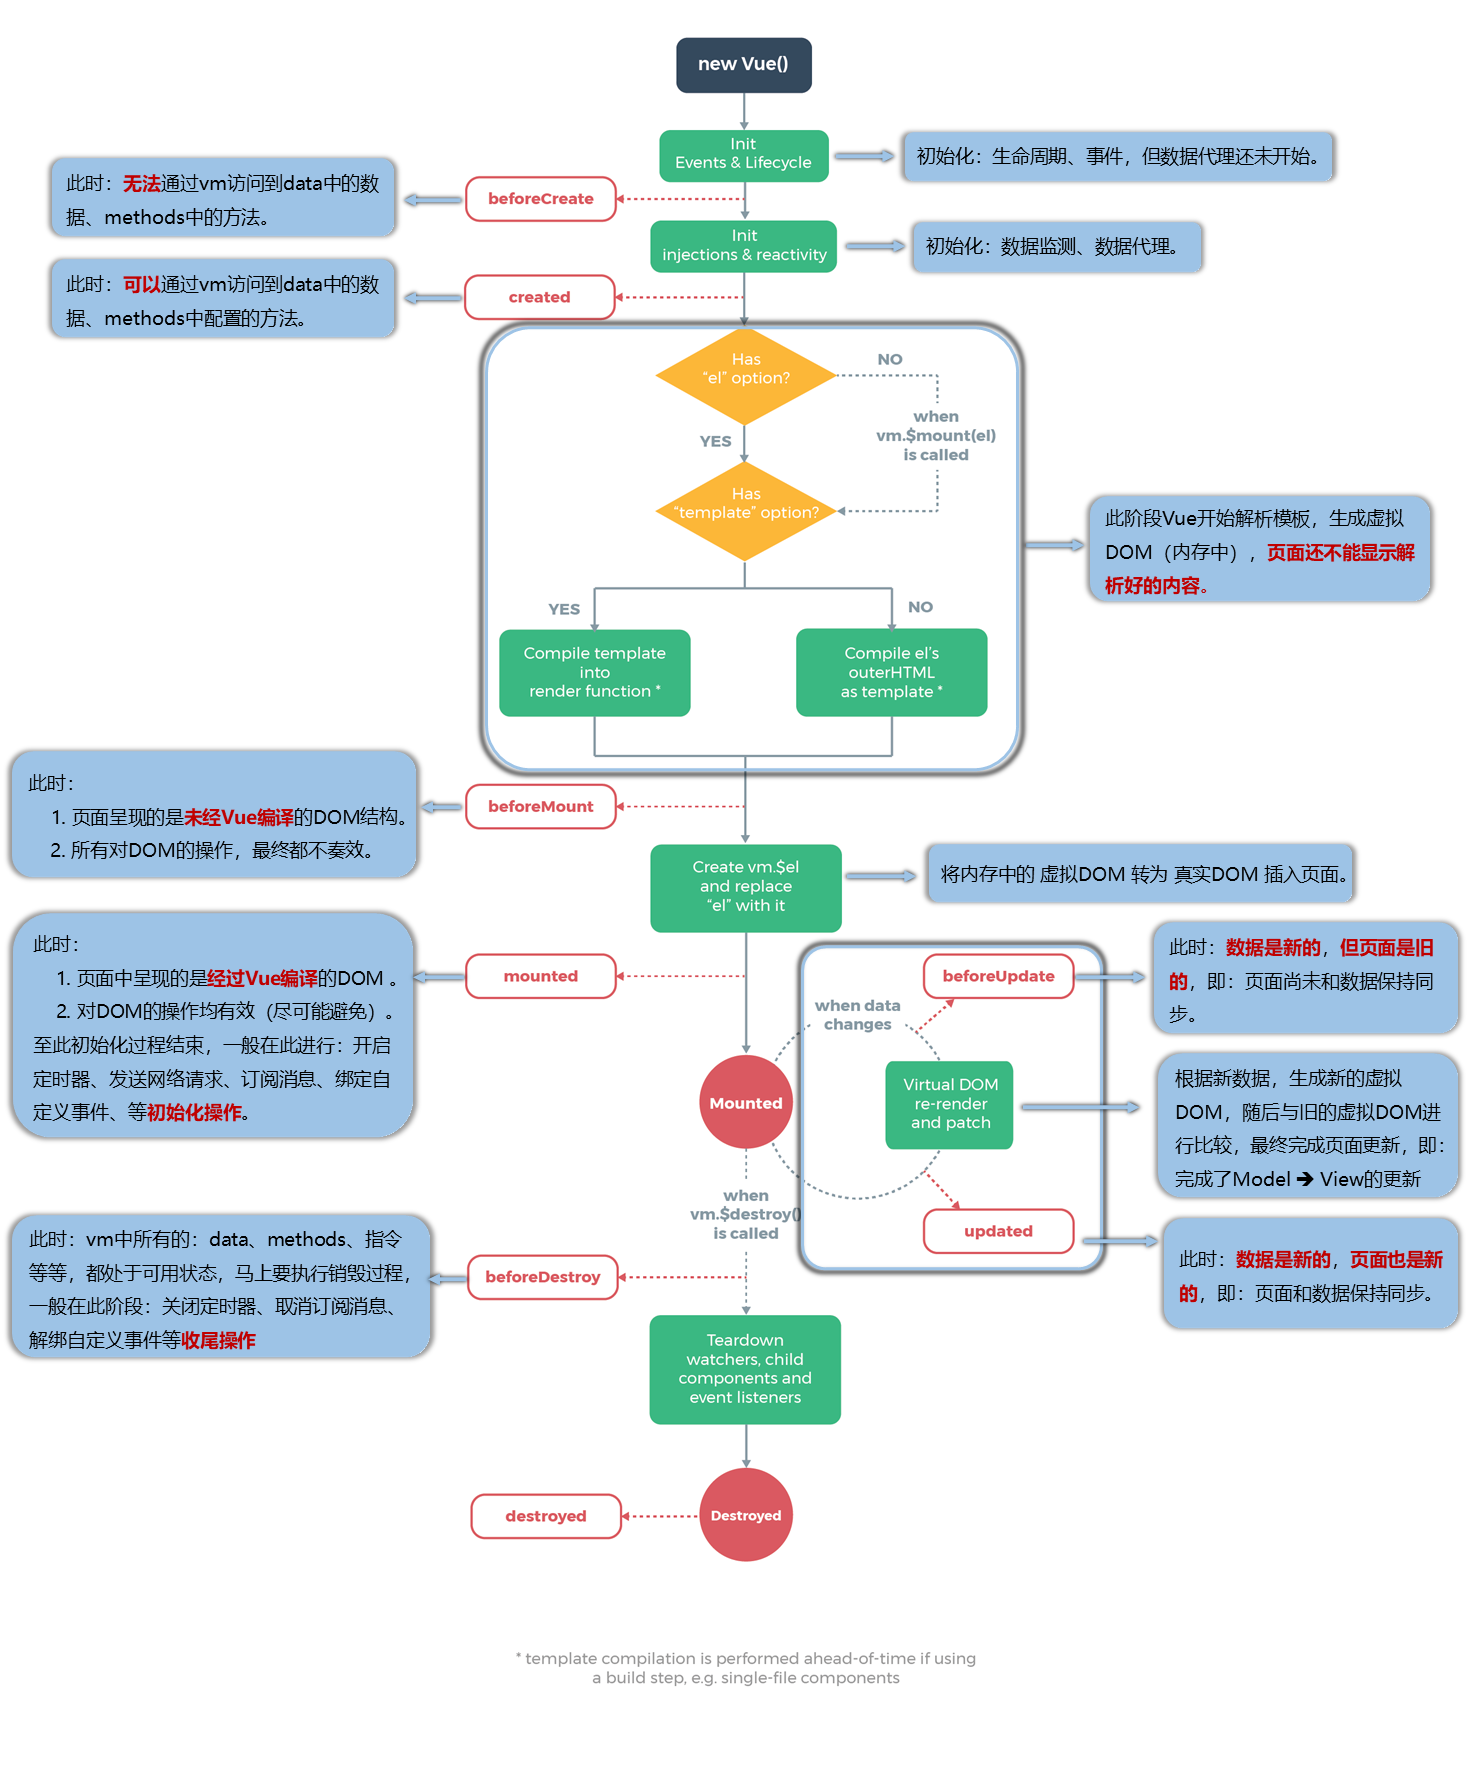 new Vue()
Init
Events & Lifecycle
初始化：生命周期、事件，但数据代理还未开始。
此时：无法通过vm访问到data中的数
据、methods中的方法。
beforeCreate
Init
injections & reactivity
初始化：数据监测、数据代理。
此时：可以通过vm访问到data中的数
据、methods中配置的方法。
created
Has
“el” option?
NO
when
vm.$mount(el)
is called
YES
Has
“template” option?
此阶段Vue开始解析模板，生成虚拟
DOM（内存中），页面还不能显示解
析好的内容。
YES
NO
Compile template
into
render function *
Compile el’s
outerHTML
as template *
此时：
1. 页面呈现的是未经Vue编译的DOM结构。
2. 所有对DOM的操作，最终都不奏效。
beforeMount
Create vm.$el
and replace
“el” with it
将内存中的 虚拟DOM 转为 真实DOM 插入页面。
此时：
1. 页面中呈现的是经过Vue编译的DOM 。
2. 对DOM的操作均有效（尽可能避免）。
至此初始化过程结束，一般在此进行：开启
定时器、发送网络请求、订阅消息、绑定自
定义事件、等初始化操作。
mounted
beforeUpdate
此时：数据是新的，但页面是旧
的，即：页面尚未和数据保持同
步。
when data
changes
Mounted
Virtual DOM
re-render
and patch
根据新数据，生成新的虚拟
DOM，随后与旧的虚拟DOM进
行比较，最终完成页面更新，即：
完成了Model ➔ View的更新
when
vm.$destroy()
is called
updated
此时：数据是新的，页面也是新
的，即：页面和数据保持同步。
此时：vm中所有的：data、methods、指令
等等，都处于可用状态，马上要执行销毁过程，
一般在此阶段：关闭定时器、取消订阅消息、
解绑自定义事件等收尾操作
beforeDestroy
Teardown
watchers, child
components and
event listeners
destroyed
Destroyed
* template compilation is performed ahead-of-time if using
a build step, e.g. single-file components